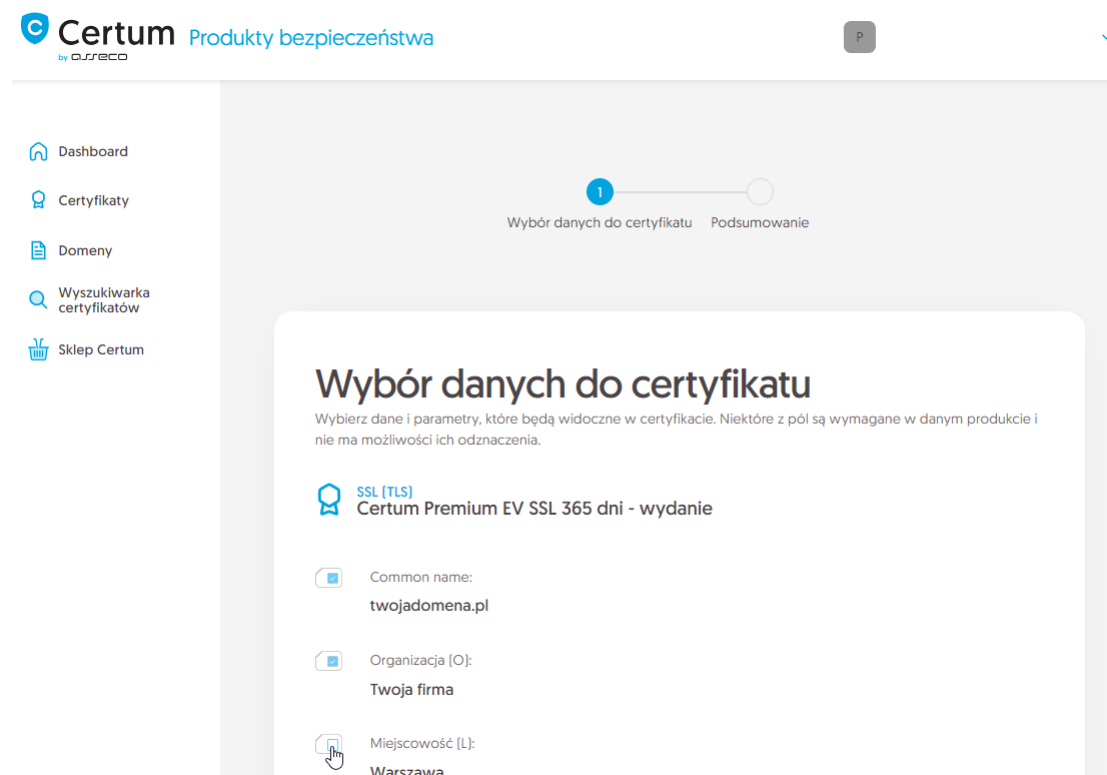 Certum
by asseco
Produkty bezpieczeństwa
P
Dashboard
Certyfikaty
Domeny
Wyszukiwarka
certyfikatów
Sklep Certum
1
Wybór danych do certyfikatu
Podsumowanie
Wybór danych do certyfikatu
Wybierz dane i parametry, które będą widoczne w certyfikacie. Niektóre z pól są wymagane w danym produkcie i
nie ma możliwości ich odznaczenia.
SSL (TLS)
Certum Premium EV SSL 365 dni - wydanie
Common name:
twojadomena.pl
Organizacja (O):
Twoja firma
Miejscowość (L):
Warszawa